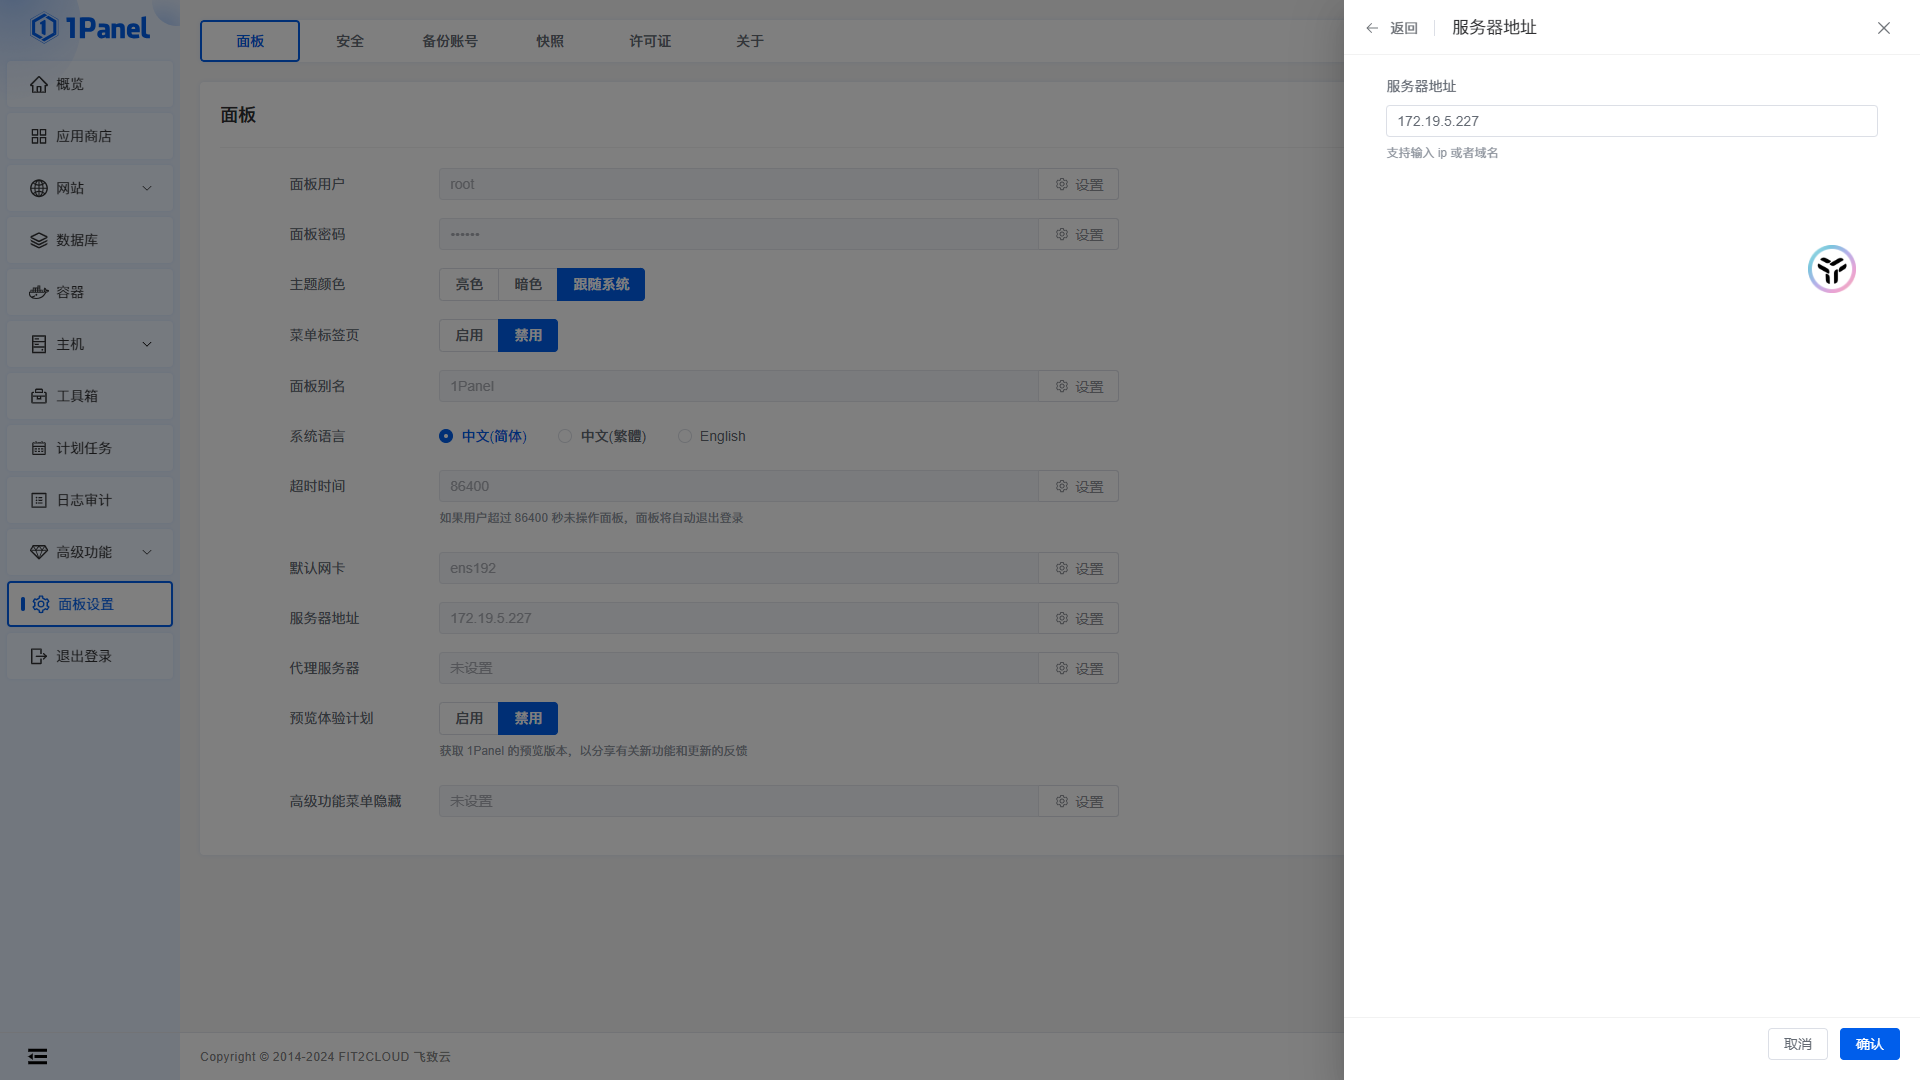 1Panel
概览
应用商店
网站
数据库
容器
主机
工具箱
计划任务
日志审计
高级功能
面板设置
退出登录
面板
安全
备份账号
快照
许可证
关于
面板
面板用户
root
设置
面板密码
••••••
设置
主题颜色
亮色
暗色
跟随系统
菜单标签页
启用
禁用
面板别名
1Panel
设置
系统语言
中文(简体)
中文(繁體)
English
超时时间
86400
设置
如果用户超过 86400 秒未操作面板，面板将自动退出登录
默认网卡
ens192
设置
服务器地址
172.19.5.227
设置
代理服务器
未设置
设置
预览体验计划
启用
禁用
获取 1Panel 的预览版本，以分享有关新功能和更新的反馈
高级功能菜单隐藏
未设置
设置
Copyright © 2014-2024 FIT2CLOUD 飞致云
返回
服务器地址
服务器地址
172.19.5.227
支持输入 ip 或者域名
取消
确认